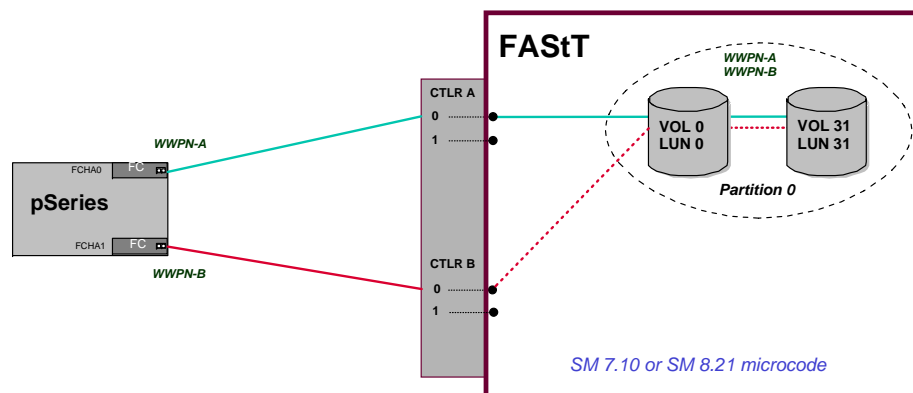 FAStT
WWPN-A
WWPN-B
CTLR A
0
1
VOL 0
LUN 0
VOL 31
LUN 31
Partition 0
WWPN-A
FCHA0
FC
pSeries
FCHA1
FC
WWPN-B
CTLR B
0
1
SM 7.10 or SM 8.21 microcode